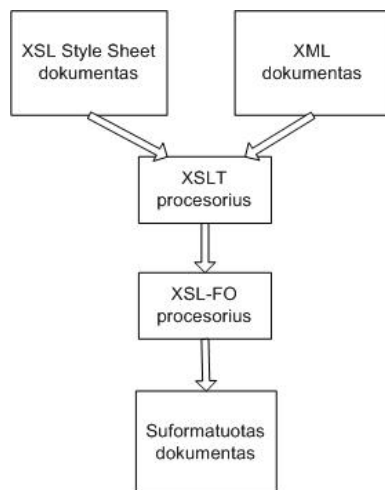 XSL Style Sheet
dokumentas
XML
dokumentas
XSLT
procesorius
XSL-FO
procesorius
Suformatuotas
dokumentas